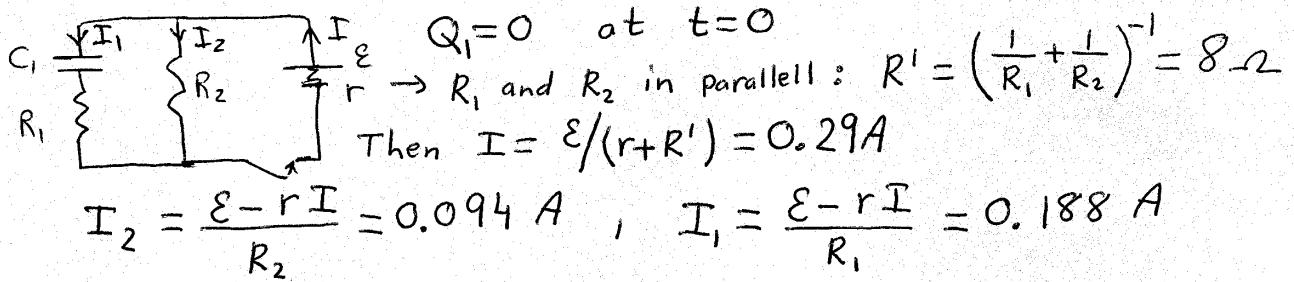 I₁ I₂ I ε Q₁=0 at t=0
C₁ R₂ r → R₁ and R₂ in parallell : R' = (1/R₁ + 1/R₂)⁻¹ = 8Ω
R₁ Then I = ε/(r+R') = 0.29A
I₂ = (ε-rI)/R₂ = 0.094 A , I₁ = (ε-rI)/R₁ = 0.188 A